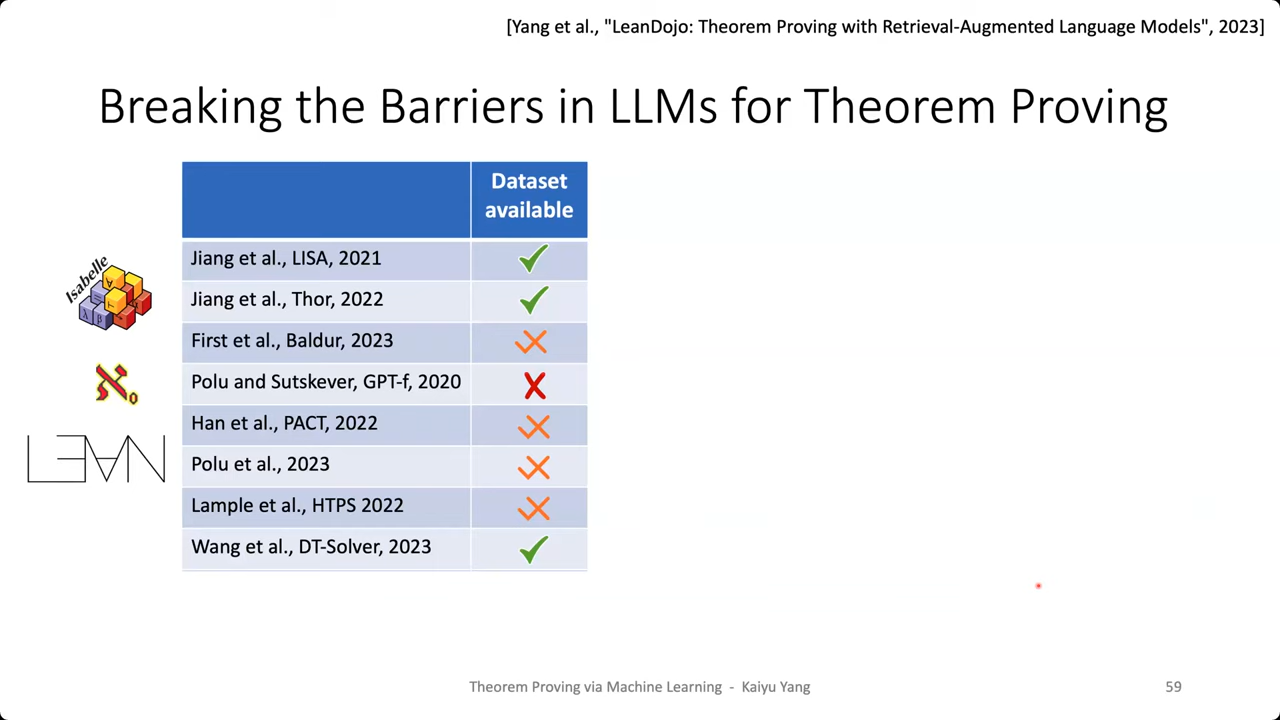 [Yang et al., "LeanDojo: Theorem Proving with Retrieval-Augmented Language Models", 2023]
Breaking the Barriers in LLMs for Theorem Proving
Dataset
available
Jiang et al., LISA, 2021
Jiang et al., Thor, 2022
First et al., Baldur, 2023
Polu and Sutskever, GPT-f, 2020
Han et al., PACT, 2022
Polu et al., 2023
Lample et al., HTPS 2022
Wang et al., DT-Solver, 2023
Isabelle
λ β ∀
ℵ0
L∃∀N
Theorem Proving via Machine Learning - Kaiyu Yang
59